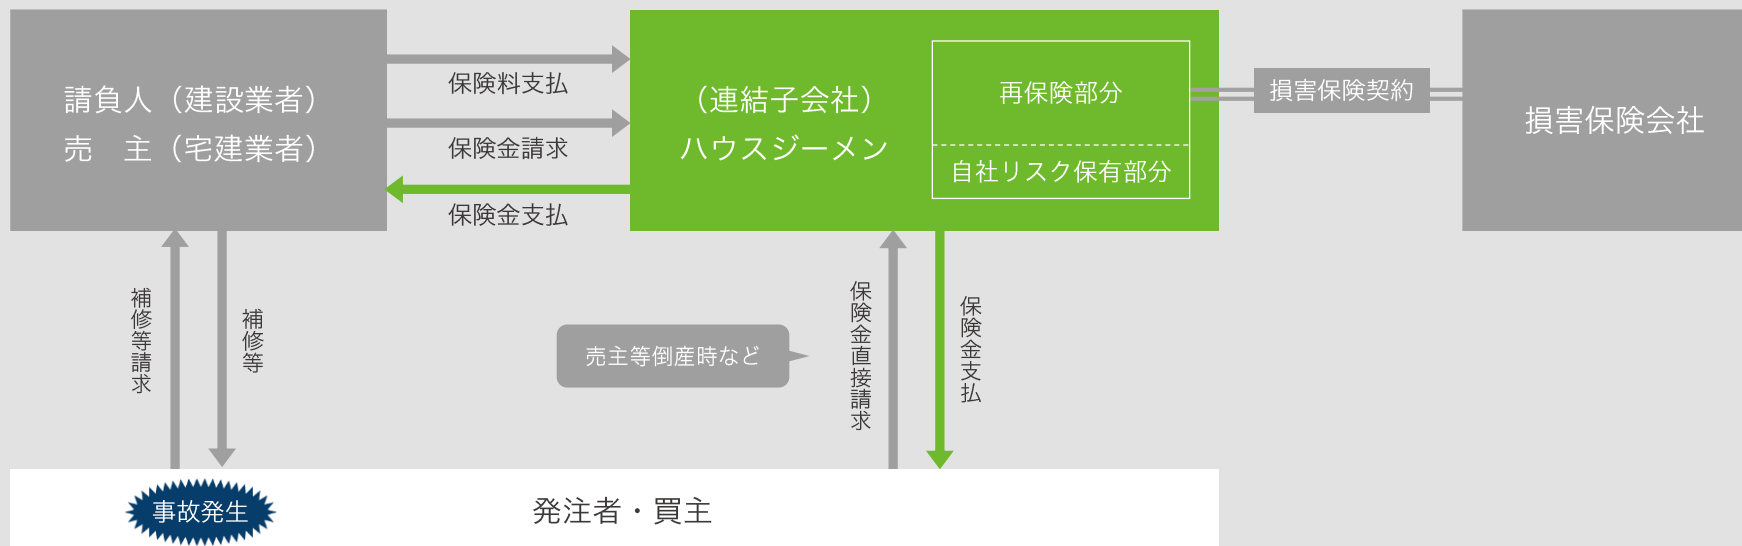 請負人（建設業者）
売　主（宅建業者）
保険料支払
保険金請求
保険金支払
（連結子会社）
ハウスジーメン
再保険部分
自社リスク保有部分
損害保険契約
損害保険会社
補修等請求
補修等
売主等倒産時など
保険金直接請求
保険金支払
事故発生
発注者・買主